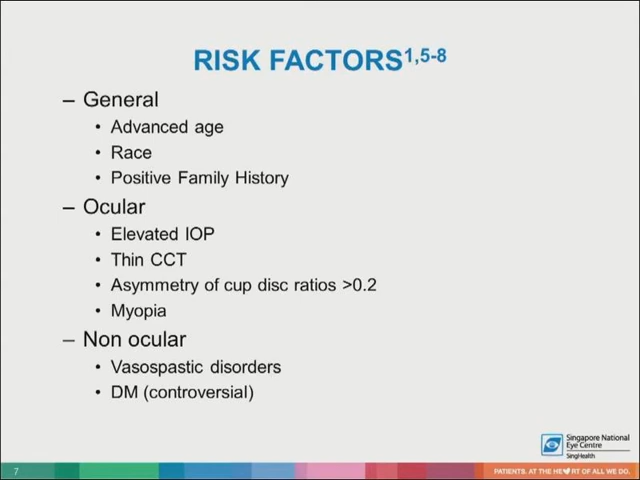 RISK FACTORS1,5-8
– General
• Advanced age
• Race
• Positive Family History
– Ocular
• Elevated IOP
• Thin CCT
• Asymmetry of cup disc ratios >0.2
• Myopia
– Non ocular
• Vasospastic disorders
• DM (controversial)
Singapore National
Eye Centre
SingHealth
7
PATIENTS. AT THE HE♥RT OF ALL WE DO.